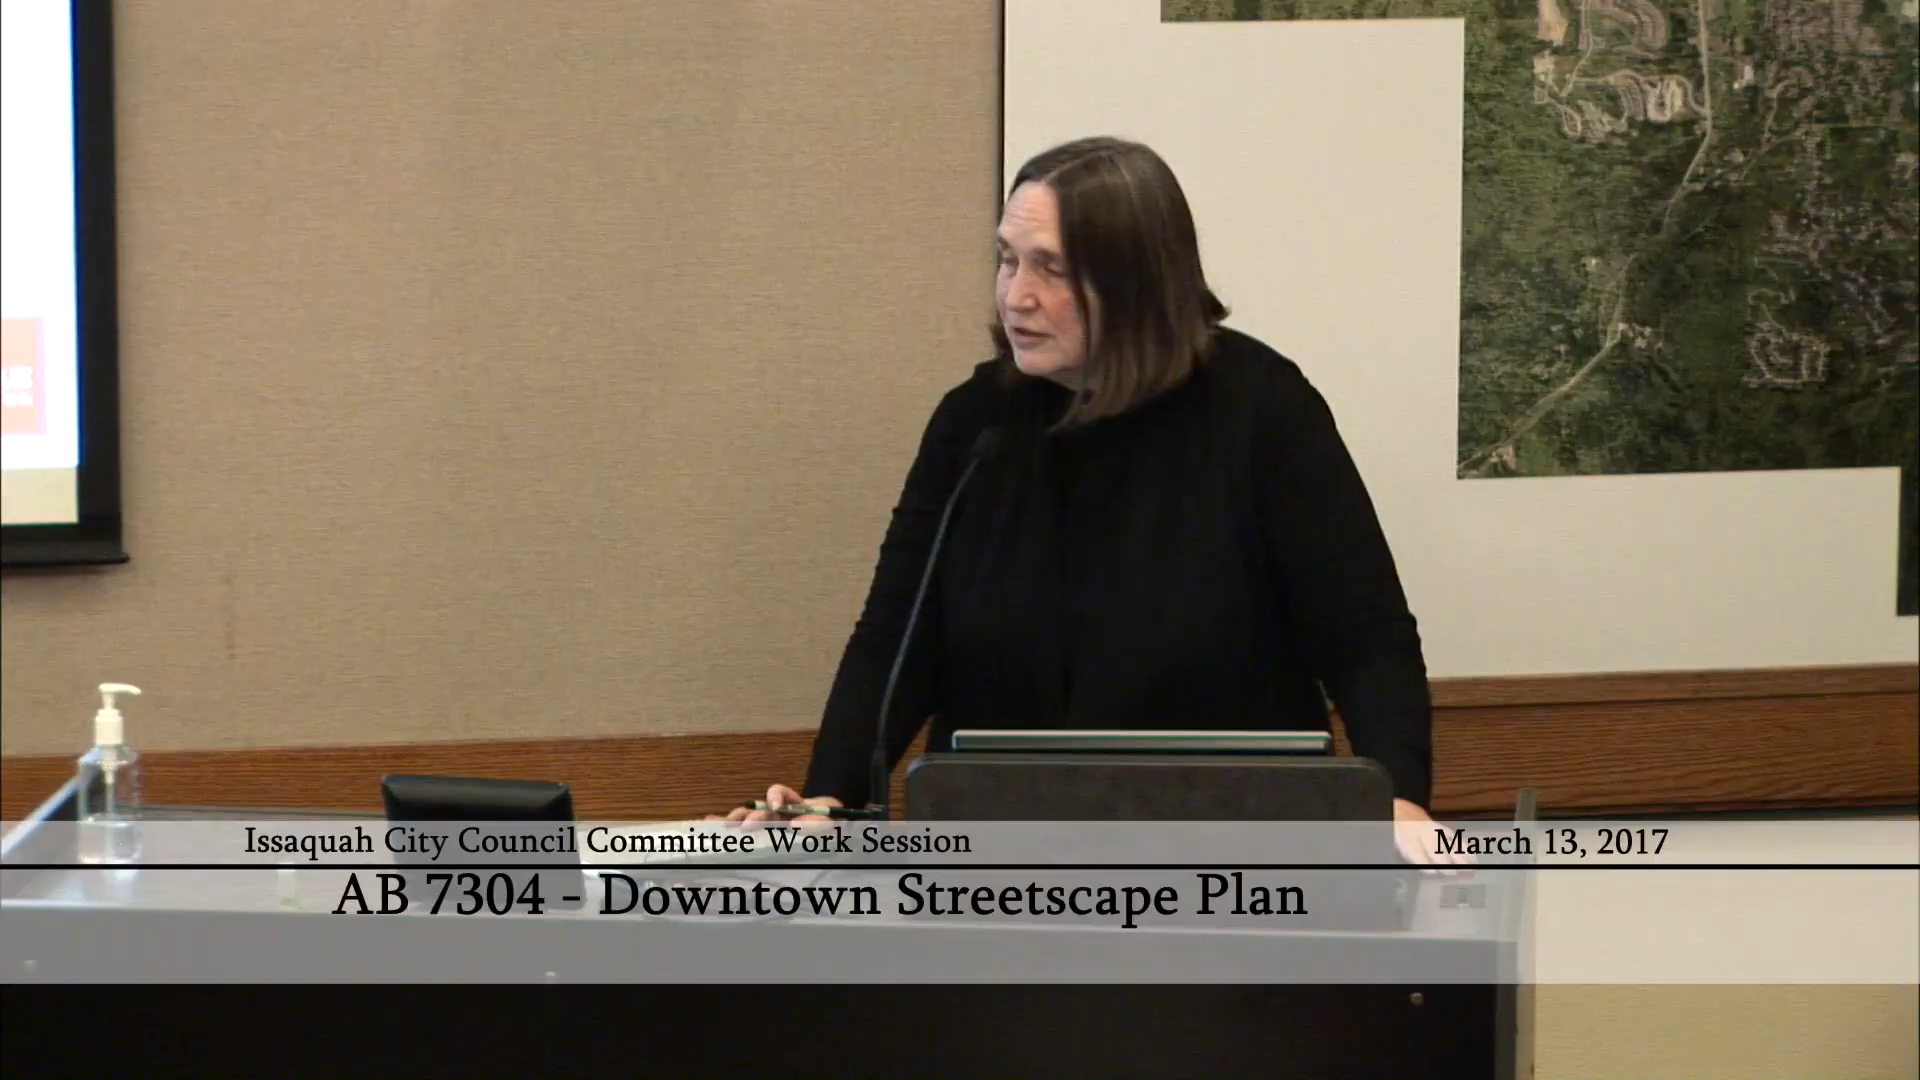 Issaquah City Council Committee Work Session
March 13, 2017
AB 7304 - Downtown Streetscape Plan